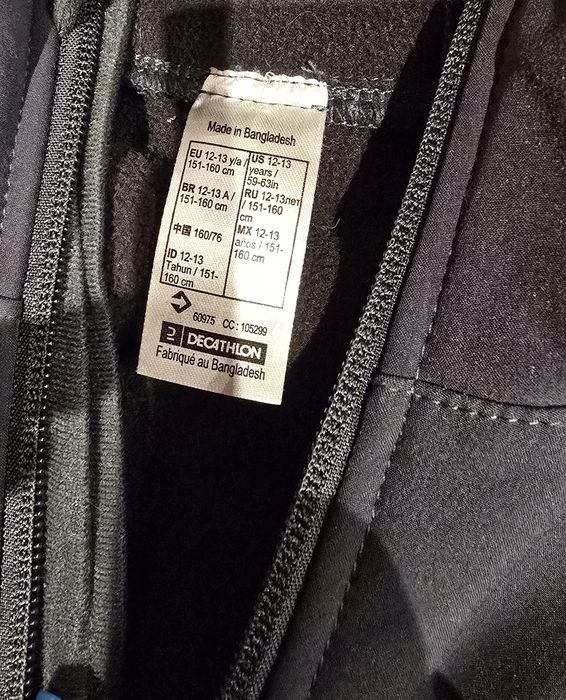 Made in Bangladesh
EU 12-13 y/a /
151-160 cm
BR 12-13 A /
151-160 cm
中国 160/76
ID 12-13
Tahun / 151-
160 cm
US 12-13
years /
59-63in
RU 12-13лет
/ 151-160
cm
MX 12-13
años / 151-
160 cm
60975 CC : 105299
DECATHLON
Fabriqué au Bangladesh